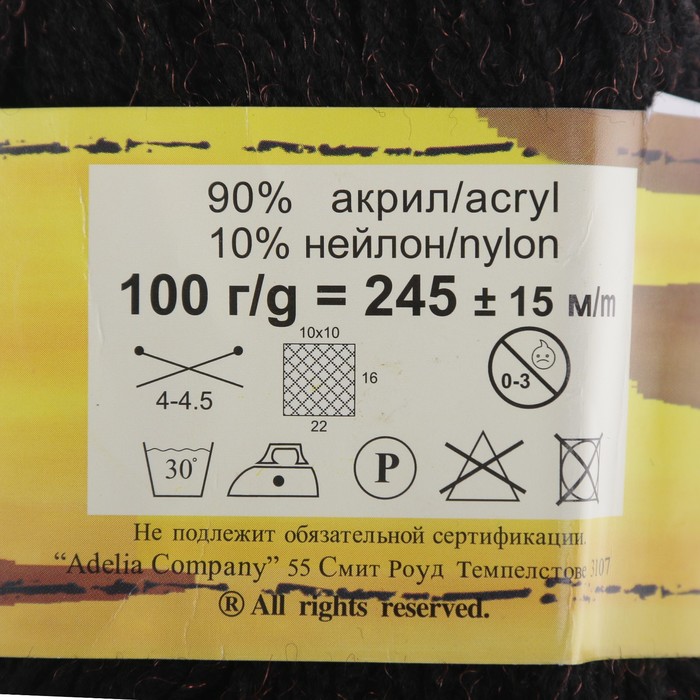 90% акрил/acryl
10% нейлон/nylon
100 г/g = 245 ± 15 м/m
10x10
16
4-4.5
22
0-3
30°
P
Не подлежит обязательной сертификации.
“Adelia Company” 55 Смит Роуд Темпелстове 3107
® All rights reserved.